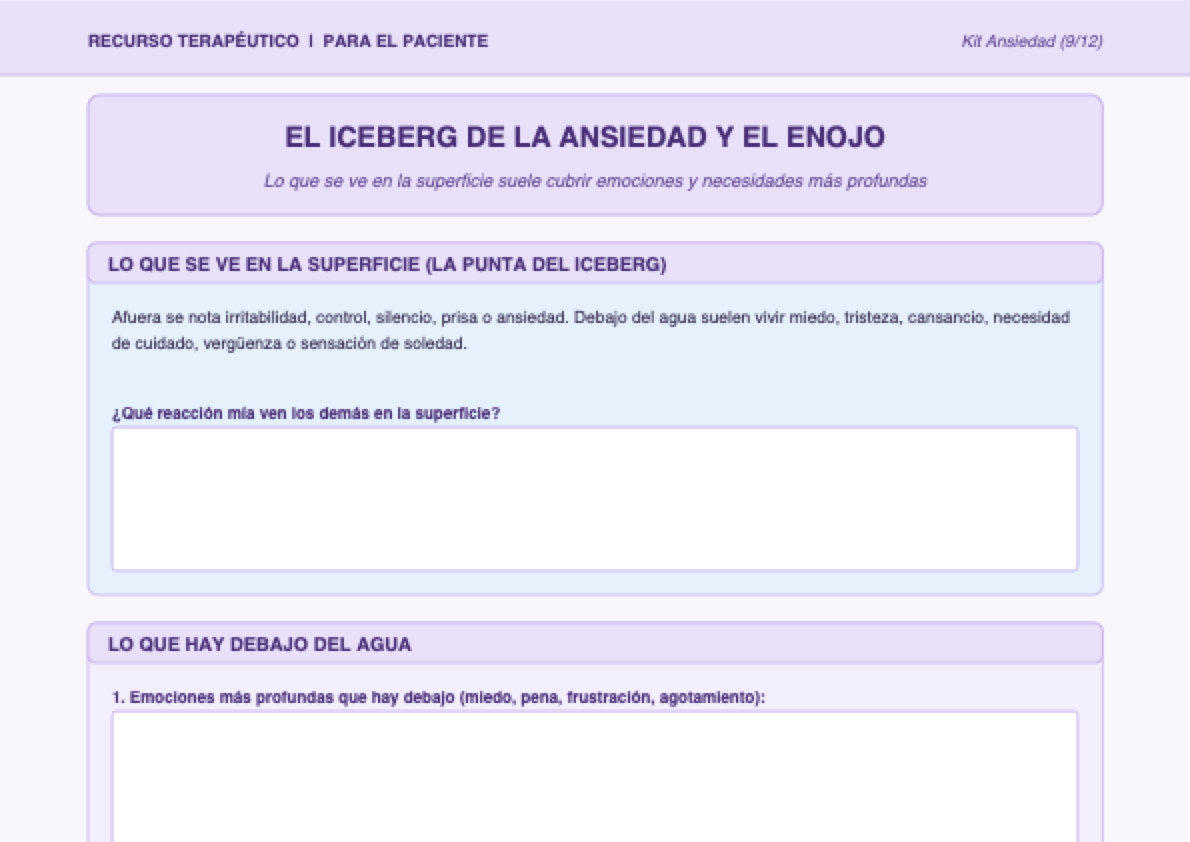 RECURSO TERAPÉUTICO | PARA EL PACIENTE
Kit Ansiedad (9/12)
EL ICEBERG DE LA ANSIEDAD Y EL ENOJO
Lo que se ve en la superficie suele cubrir emociones y necesidades más profundas
LO QUE SE VE EN LA SUPERFICIE (LA PUNTA DEL ICEBERG)
Afuera se nota irritabilidad, control, silencio, prisa o ansiedad. Debajo del agua suelen vivir miedo, tristeza, cansancio, necesidad
de cuidado, vergüenza o sensación de soledad.
¿Qué reacción mía ven los demás en la superficie?
LO QUE HAY DEBAJO DEL AGUA
1. Emociones más profundas que hay debajo (miedo, pena, frustración, agotamiento):